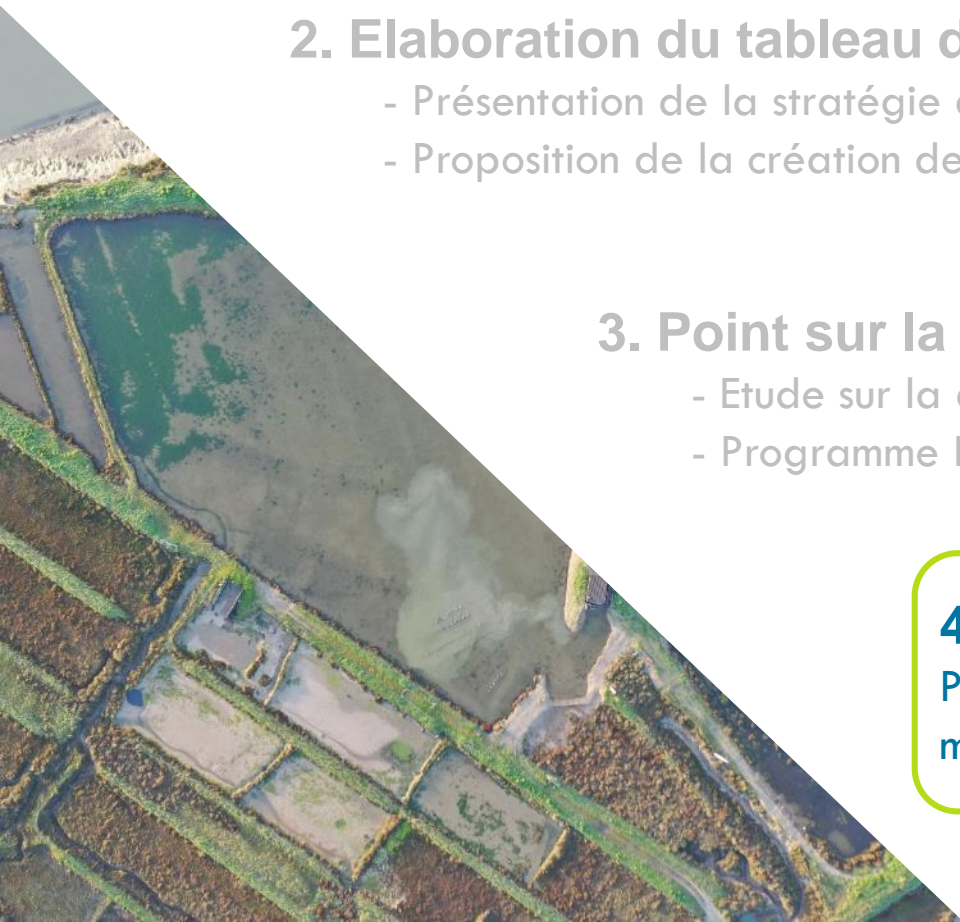 2. Elaboration du tableau d
- Présentation de la stratégie
- Proposition de la création de
3. Point sur la
- Etude sur la
- Programme
4
P
m